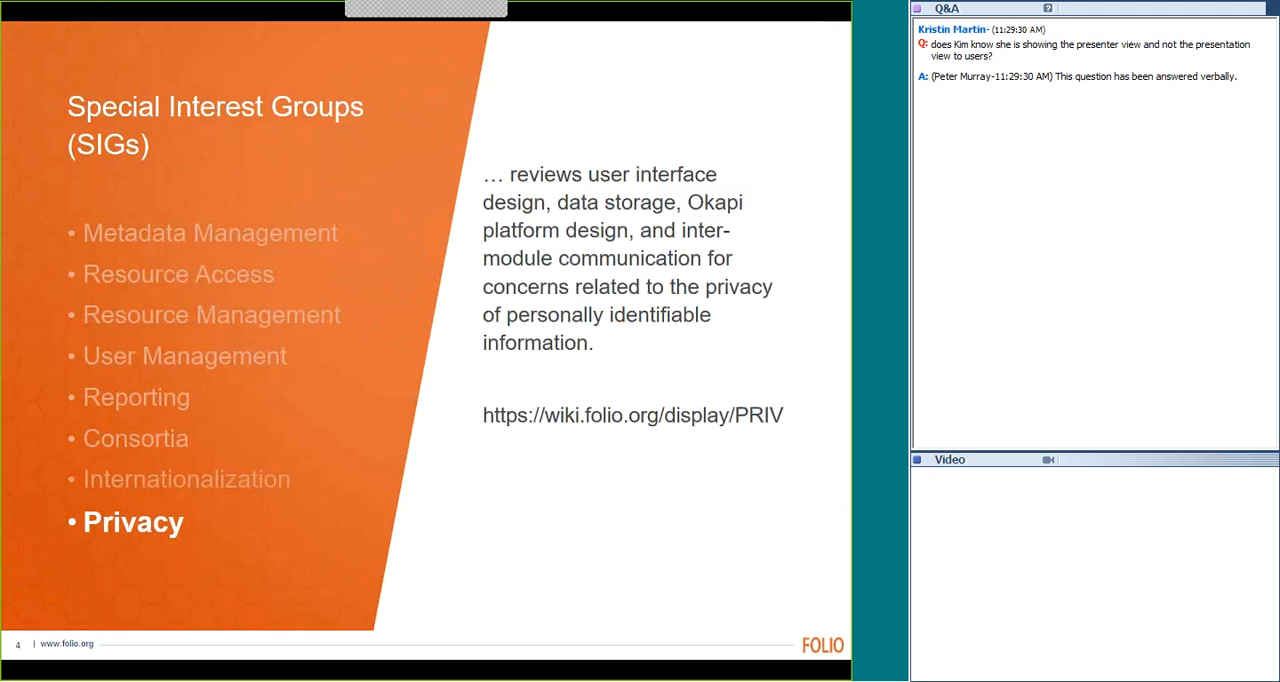 Special Interest Groups
(SIGs)
• Metadata Management
• Resource Access
• Resource Management
• User Management
• Reporting
• Consortia
• Internationalization
• Privacy
… reviews user interface
design, data storage, Okapi
platform design, and inter-
module communication for
concerns related to the privacy
of personally identifiable
information.
https://wiki.folio.org/display/PRIV
4 | www.folio.org
FOLIO
Q&A
?
Kristin Martin- (11:29:30 AM)
Q: does Kim know she is showing the presenter view and not the presentation
view to users?
A: (Peter Murray-11:29:30 AM) This question has been answered verbally.
Video